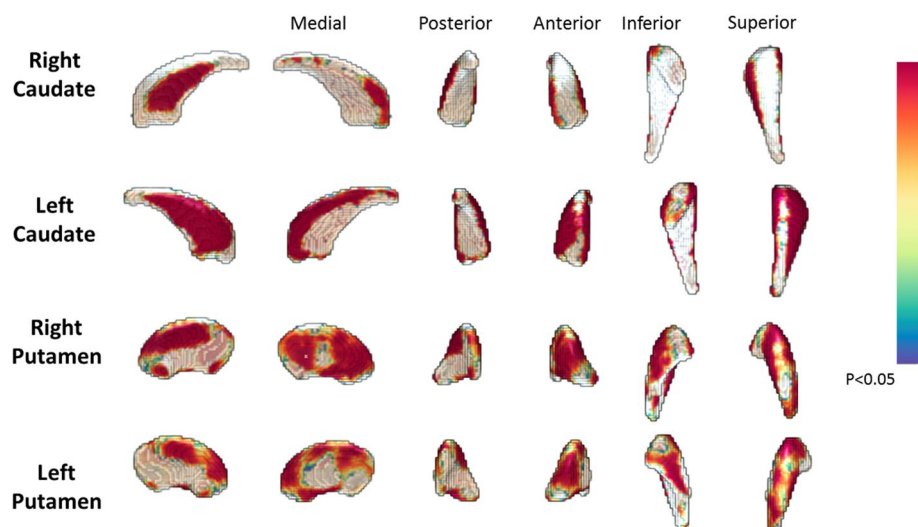 Medial Posterior Anterior Inferior Superior
Right
Caudate
Left
Caudate
Right
Putamen
P<0.05
Left
Putamen